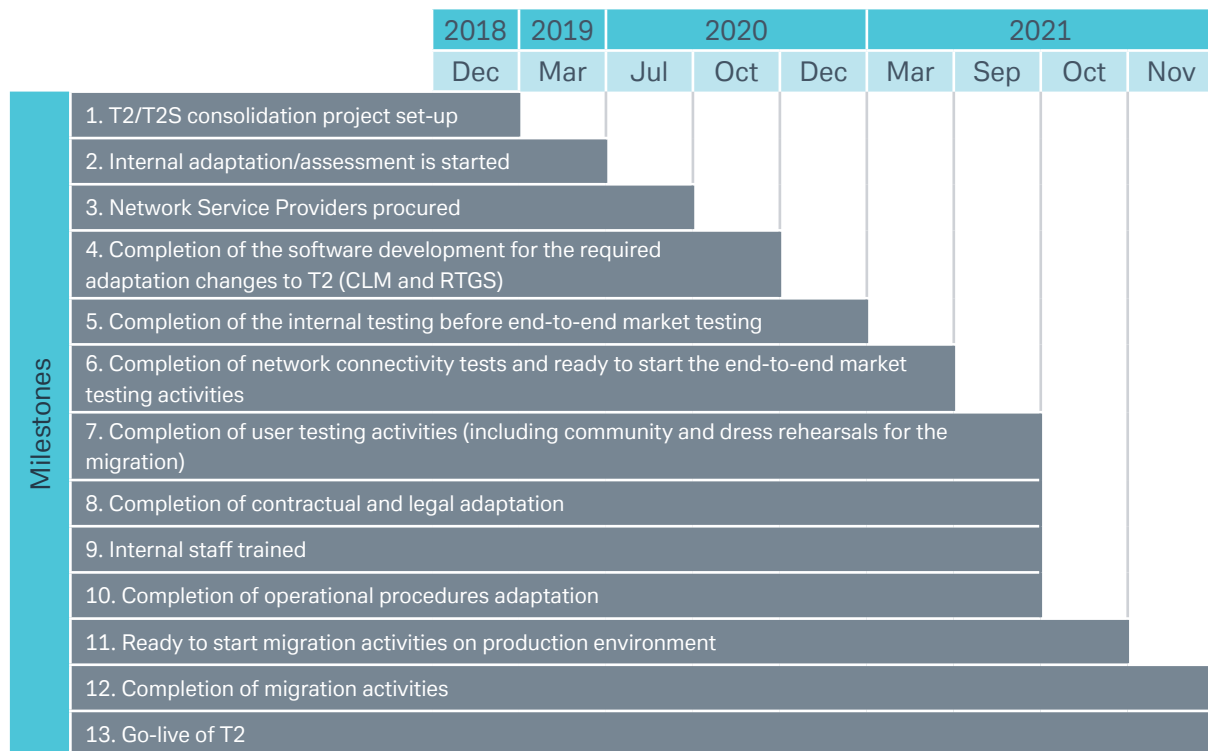 2018 2019 2020 2021
Dec Mar Jul Oct Dec Mar Sep Oct Nov
Milestones
1. T2/T2S consolidation project set-up
2. Internal adaptation/assessment is started
3. Network Service Providers procured
4. Completion of the software development for the required
adaptation changes to T2 (CLM and RTGS)
5. Completion of the internal testing before end-to-end market testing
6. Completion of network connectivity tests and ready to start the end-to-end market
testing activities
7. Completion of user testing activities (including community and dress rehearsals for the
migration)
8. Completion of contractual and legal adaptation
9. Internal staff trained
10. Completion of operational procedures adaptation
11. Ready to start migration activities on production environment
12. Completion of migration activities
13. Go-live of T2